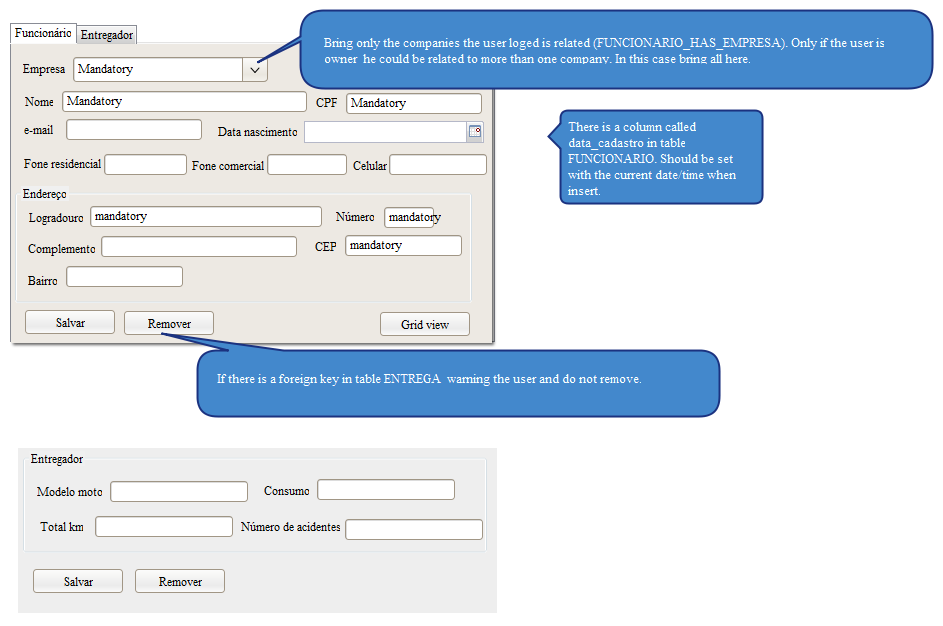 Funcionário Entregador
Bring only the companies the user loged is related (FUNCIONARIO_HAS_EMPRESA). Only if the user is
owner he could be related to more than one company. In this case bring all here.
Empresa Mandatory
Nome Mandatory CPF Mandatory
e-mail Data nascimento
There is a column called
data_cadastro in table
FUNCIONARIO. Should be set
with the current date/time when
insert.
Fone residencial Fone comercial Celular
Endereço
Logradouro mandatory Número mandatory
Complemento CEP mandatory
Bairro
Salvar Remover Grid view
If there is a foreign key in table ENTREGA warning the user and do not remove.
Entregador
Modelo moto Consumo
Total km Número de acidentes
Salvar Remover